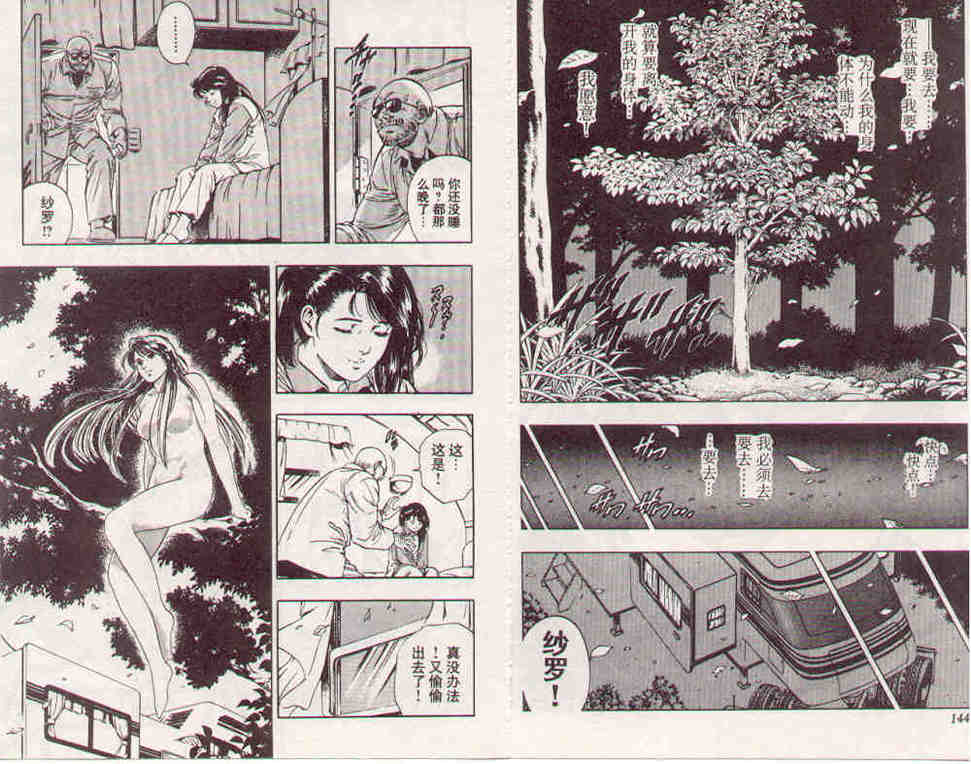 …我要去……
现在就要…我要!
为什么我的身
体不能动…
就算要离
开我的身体…
…我愿意!
快点…
快点!
我必须去…
要去……
…要去…
纱罗!
144
你还没睡
吗?都那
么晚了…
………
纱罗!?
这…
这是!
真没办法
!又偷偷
出去了!